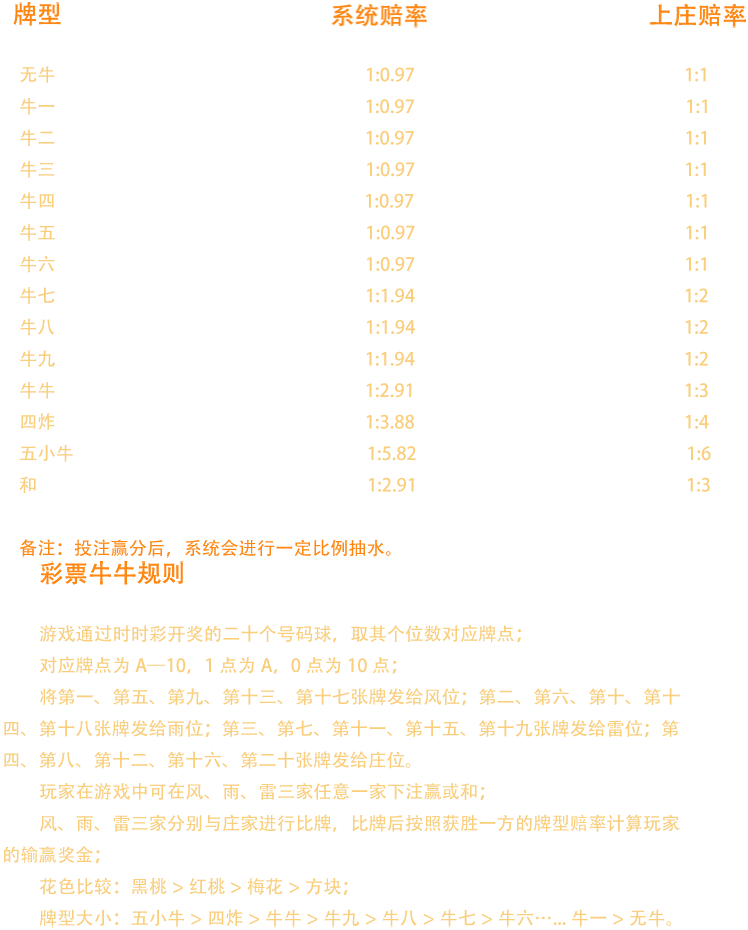 牌型 系统赔率 上庄赔率
无牛 1:0.97 1:1
牛一 1:0.97 1:1
牛二 1:0.97 1:1
牛三 1:0.97 1:1
牛四 1:0.97 1:1
牛五 1:0.97 1:1
牛六 1:0.97 1:1
牛七 1:1.94 1:2
牛八 1:1.94 1:2
牛九 1:1.94 1:2
牛牛 1:2.91 1:3
四炸 1:3.88 1:4
五小牛 1:5.82 1:6
和 1:2.91 1:3
备注：投注赢分后，系统会进行一定比例抽水。
彩票牛牛规则
游戏通过时时彩开奖的二十个号码球，取其个位数对应牌点；
对应牌点为 A—10，1 点为 A，0 点为 10 点；
将第一、第五、第九、第十三、第十七张牌发给风位；第二、第六、第十、第十
四、第十八张牌发给雨位；第三、第七、第十一、第十五、第十九张牌发给雷位；第
四、第八、第十二、第十六、第二十张牌发给庄位。
玩家在游戏中可在风、雨、雷三家任意一家下注赢或和；
风、雨、雷三家分别与庄家进行比牌，比牌后按照获胜一方的牌型赔率计算玩家
的输赢奖金；
花色比较：黑桃 > 红桃 > 梅花 > 方块；
牌型大小：五小牛 > 四炸 > 牛牛 > 牛九 > 牛八 > 牛七 > 牛六…... 牛一 > 无牛。